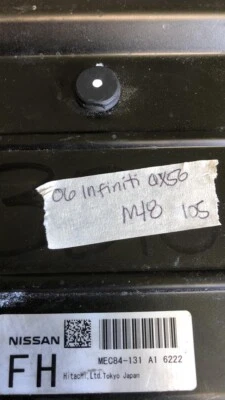 06 Infiniti QX56
M48 105
NISSAN
FH
MEC84-131 A1 6222
Hitachi,Ltd.Tokyo Japan